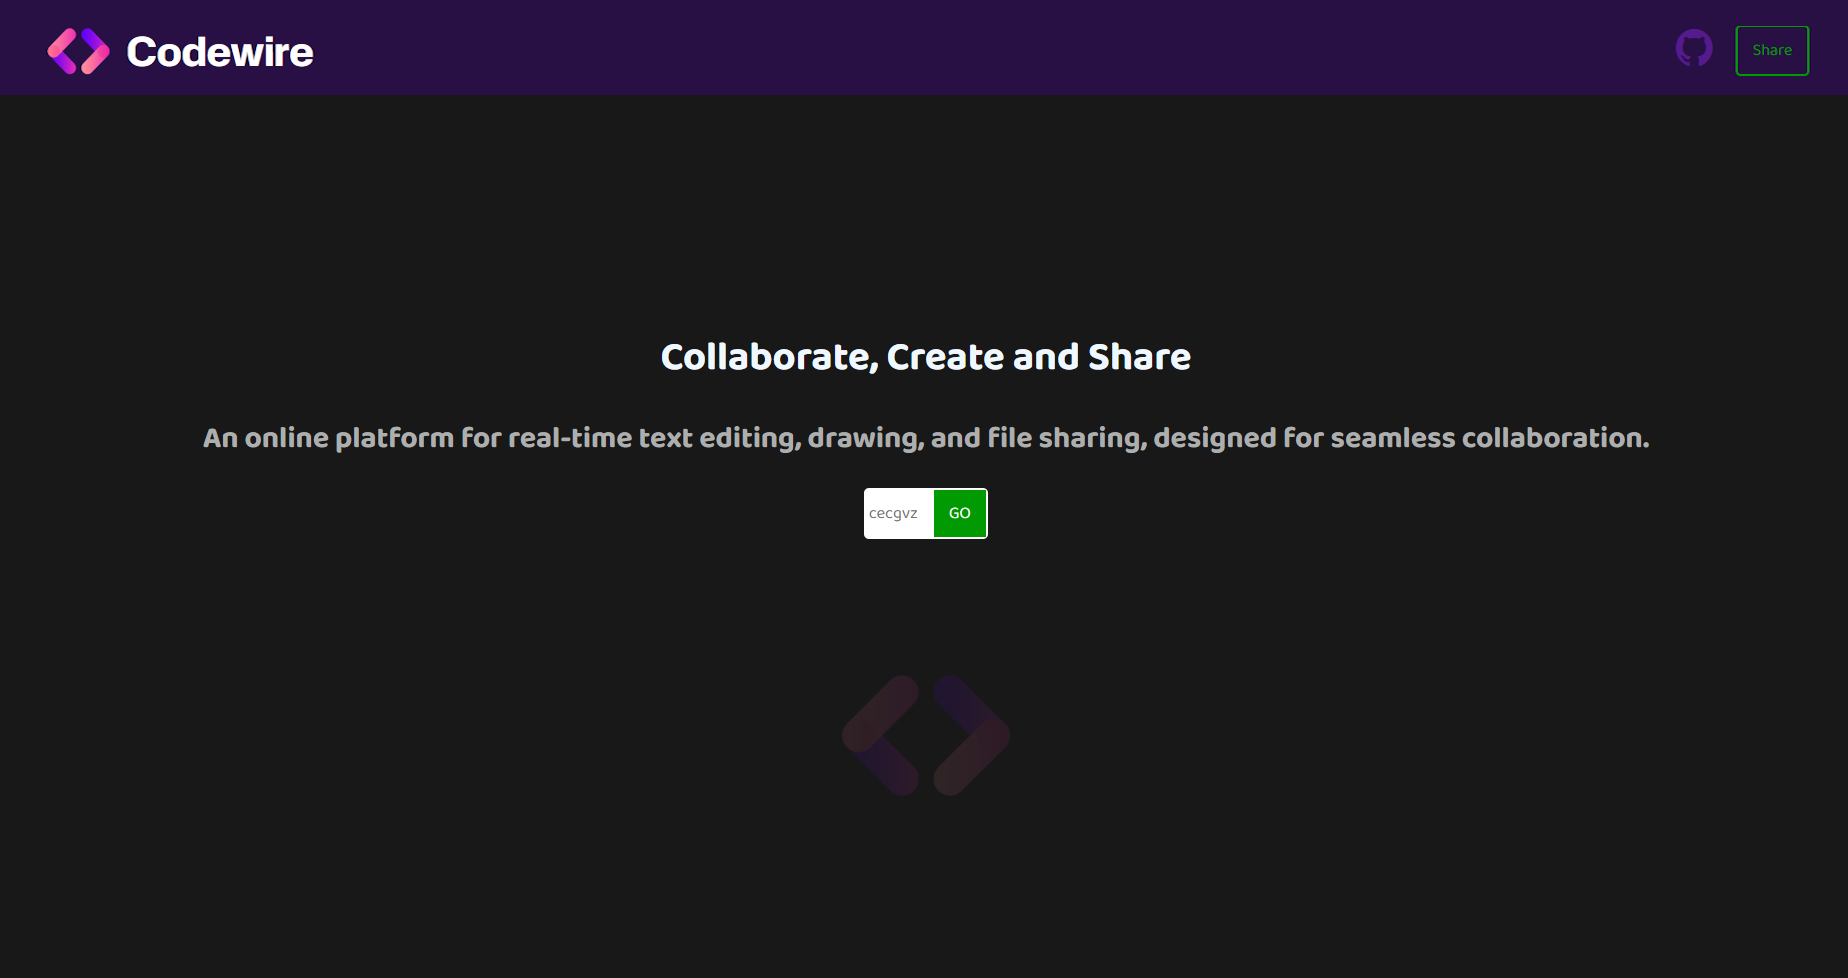 Codewire
Share
Collaborate, Create and Share
An online platform for real-time text editing, drawing, and file sharing, designed for seamless collaboration.
cecgvz GO